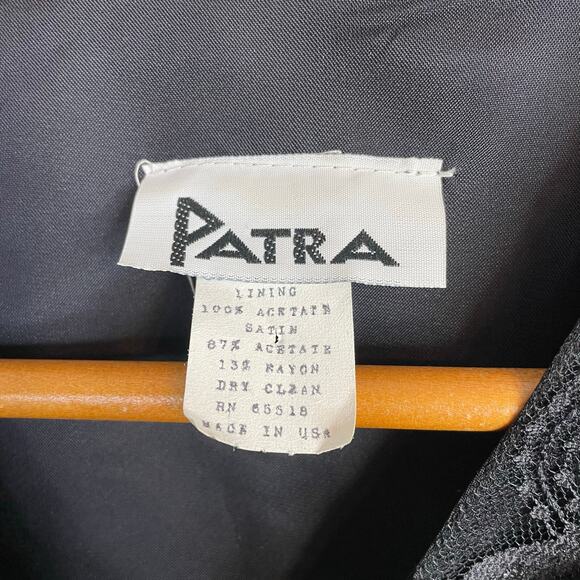 PATRA
LINING
100% ACETATE
SATIN
87% ACETATE
13% RAYON
DRY CLEAN
RN 65518
MADE IN USA